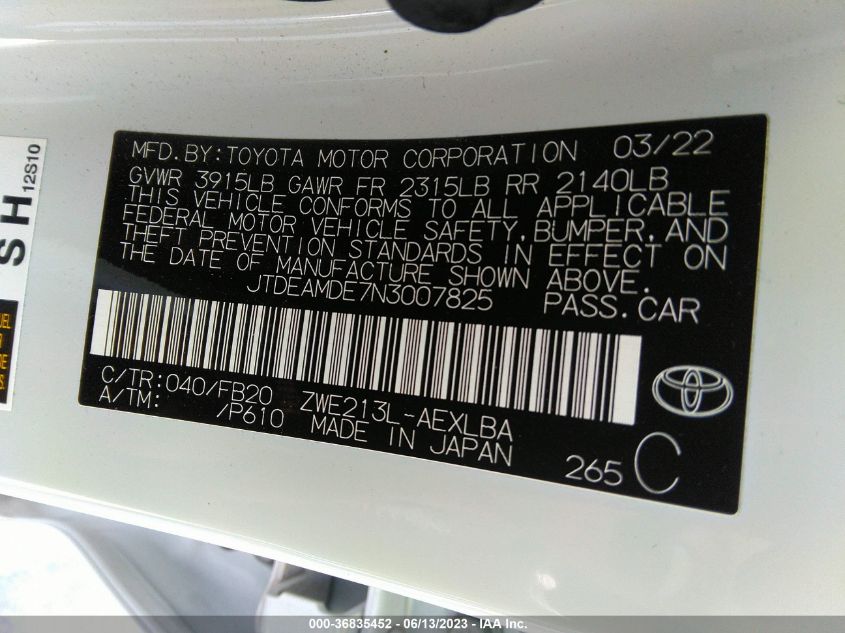 MFD.BY:TOYOTA MOTOR CORPORATION 03/22
GVWR 3915LB GAWR FR 2315LB RR 2140LB
THIS VEHICLE CONFORMS TO ALL APPLICABLE
FEDERAL MOTOR VEHICLE SAFETY,BUMPER,AND
THEFT PREVENTION STANDARDS IN EFFECT ON
THE DATE OF MANUFACTURE SHOWN ABOVE.
JTDEAMDE7N3007825 PASS.CAR
C/TR:040/FB20 ZWE213L-AEXLBA
A/TM: /P610 MADE IN JAPAN
265 C
SH
12S10
000-36835452 - 06/13/2023 - IAA Inc.